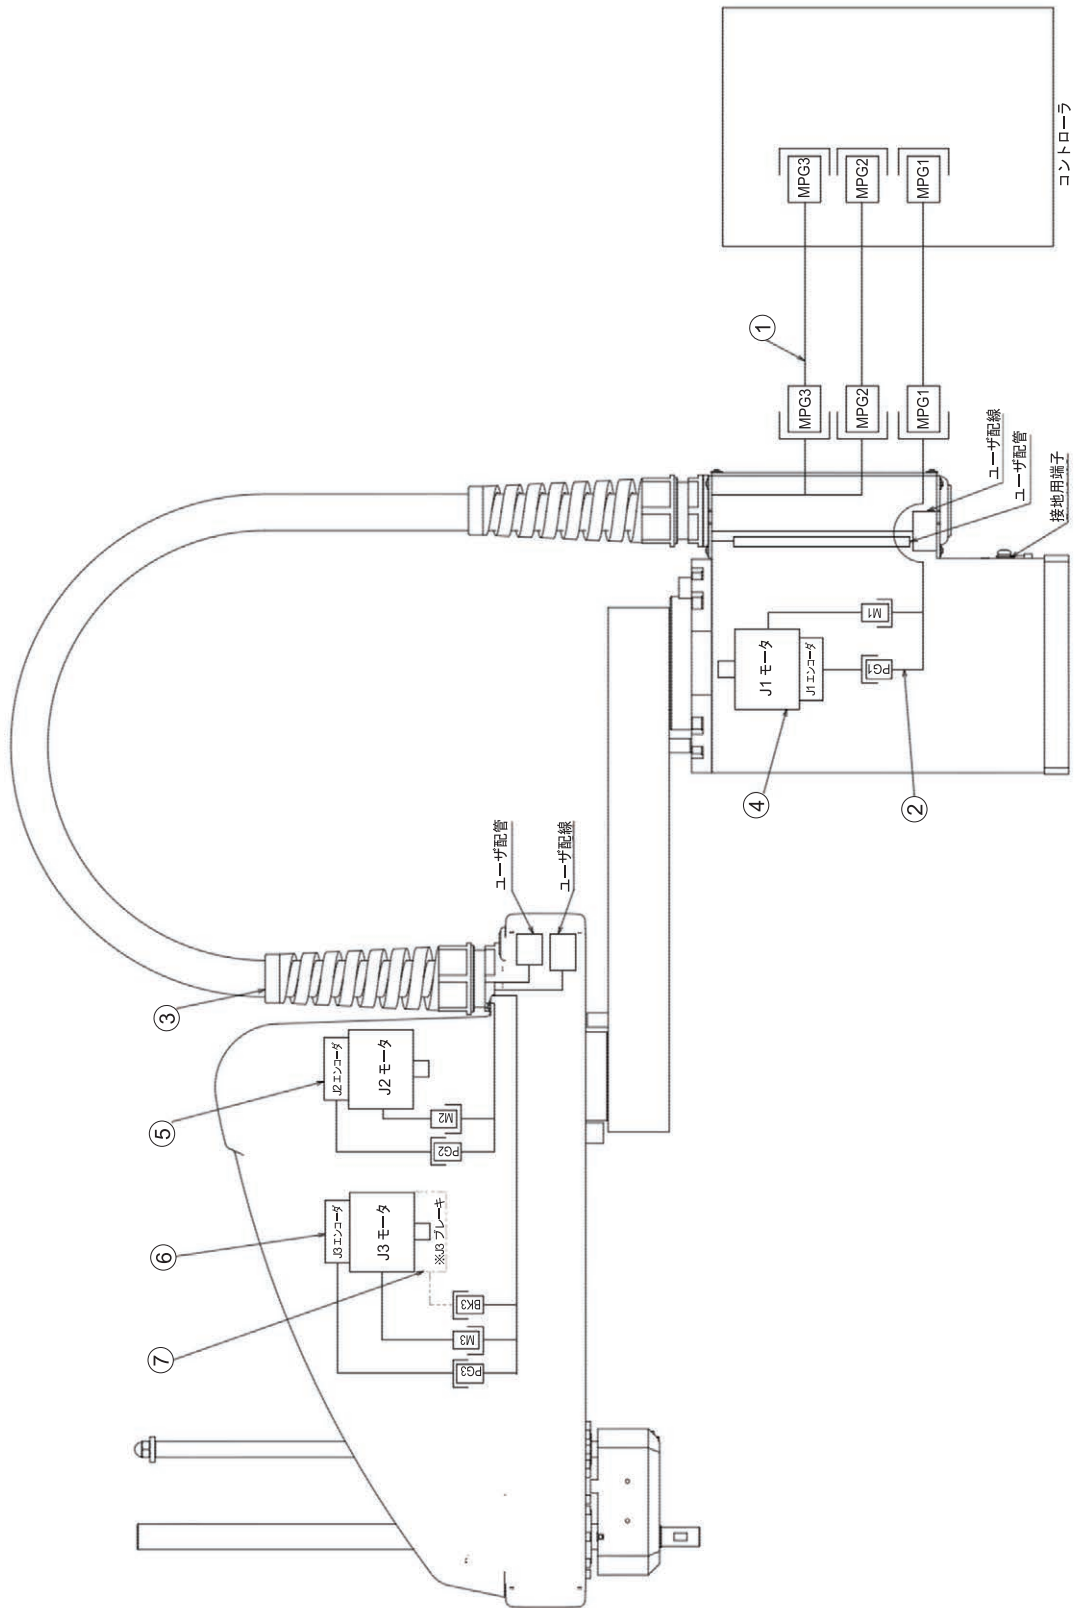 コントローラ
MPG3
MPG2
MPG1
①
MPG3
MPG2
MPG1
ユーザ配線
ユーザ配管
接地用端子
M1
J1 モータ
J1 エンコーダ
PG1
④
②
ユーザ配管
ユーザ配線
③
J2 エンコーダ
J2 モータ
⑤
M2
PG2
J3 エンコーダ
J3 モータ
※J3 ブレーキ
⑥
⑦
BK3
M3
PG3